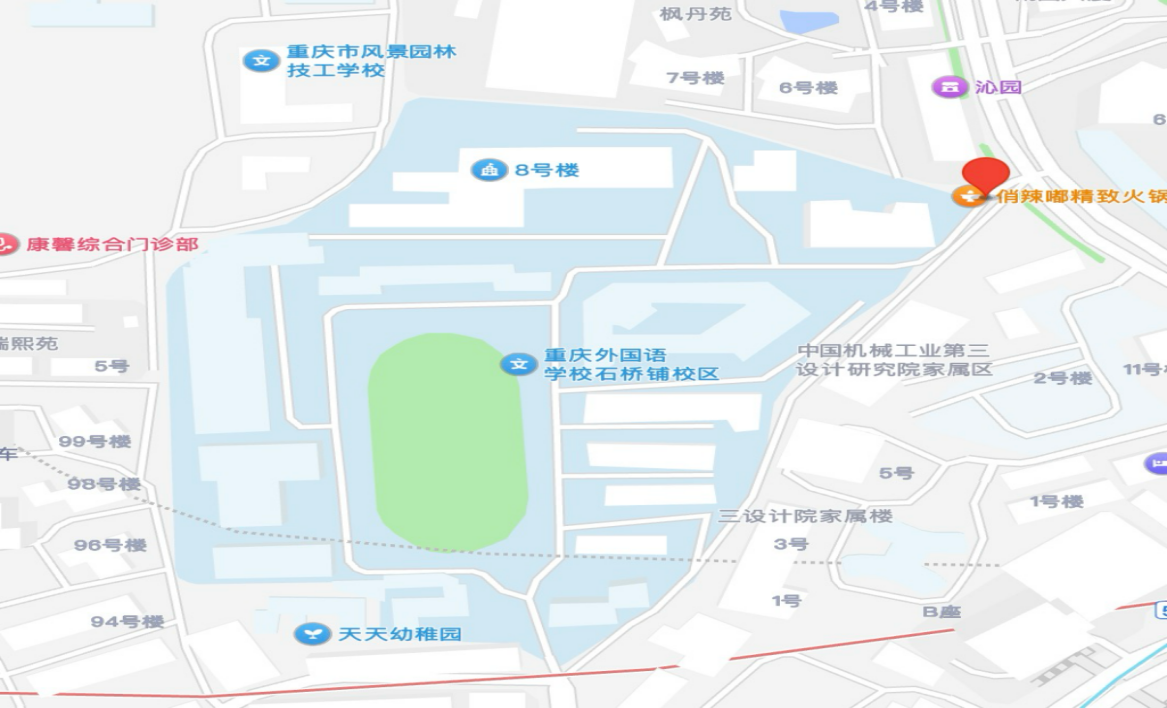 枫丹苑
4号楼
重庆市风景园林
技工学校
7号楼
6号楼
沁园
8号楼
俏辣嘟精致火锅
康馨综合门诊部
瑞熙苑
5号
重庆外国语
学校石桥铺校区
中国机械工业第三
设计研究院家属区
2号楼
11号
99号楼
车
98号楼
5号
1号楼
三设计院家属楼
96号楼
3号
1号
B座
94号楼
天天幼稚园